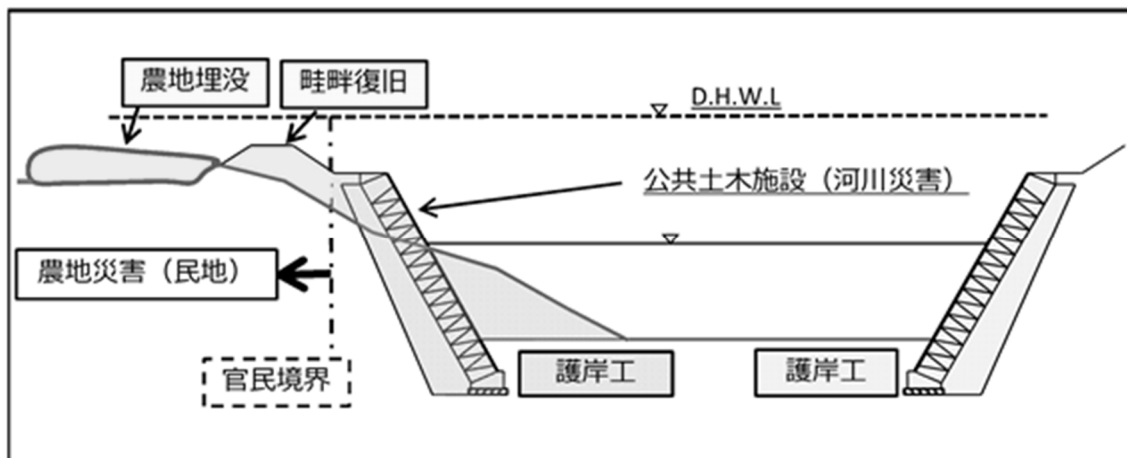 農地埋没
畦畔復旧
D.H.W.L
公共土木施設（河川災害）
農地災害（民地）
官民境界
護岸工
護岸工